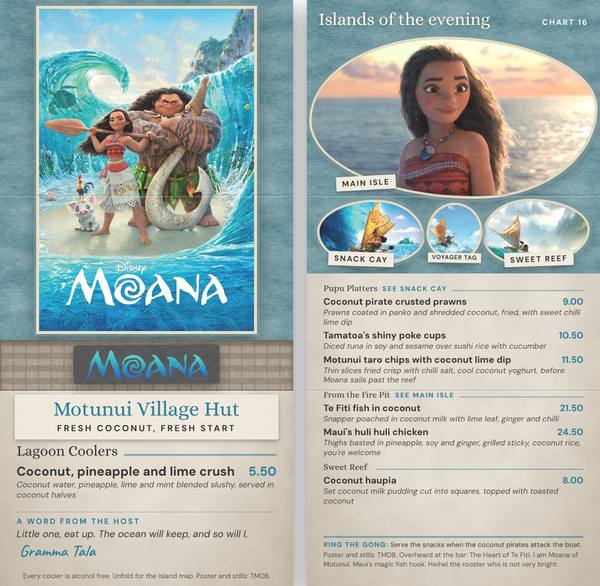 Disney
MOANA
MOANA
Motunui Village Hut
FRESH COCONUT, FRESH START
Lagoon Coolers
Coconut, pineapple and lime crush 5.50
Coconut water, pineapple, lime and mint blended slushy, served in
coconut halves
A WORD FROM THE HOST
Little one, eat up. The ocean will keep, and so will I.
Gramma Tala
Every cooler is alcohol free. Unfold for the island map. Poster and stills: TMDB.
Islands of the evening CHART 16
MAIN ISLE
SNACK CAY
VOYAGER TAG
SWEET REEF
Pupu Platters SEE SNACK CAY
Coconut pirate crusted prawns 9.00
Prawns coated in panko and shredded coconut, fried, with sweet chilli
lime dip
Tamatoa's shiny poke cups 10.50
Diced tuna in soy and sesame over sushi rice with cucumber
Motunui taro chips with coconut lime dip 11.50
Thin slices fried crisp with chilli salt, cool coconut yoghurt, before
Moana sails past the reef
From the Fire Pit SEE MAIN ISLE
Te Fiti fish in coconut 21.50
Snapper poached in coconut milk with lime leaf, ginger and chilli
Maui's huli huli chicken 24.50
Thighs basted in pineapple, soy and ginger, grilled sticky, coconut rice,
you're welcome
Sweet Reef
Coconut haupia 8.00
Set coconut milk pudding cut into squares, topped with toasted
coconut
RING THE GONG: Serve the snacks when the coconut pirates attack the boat.
Poster and stills: TMDB. Overheard at the bar: The Heart of Te Fiti. I am Moana of
Motunui. Maui's magic fish hook. Heihei the rooster who is not very bright.